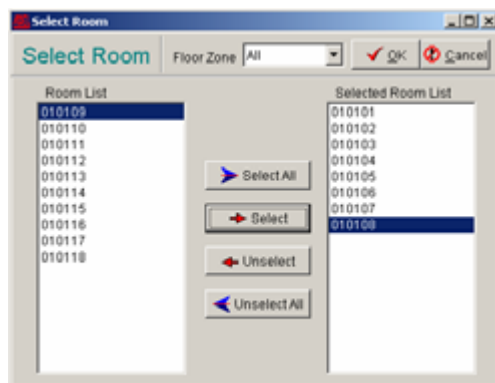 Select Room
Select Room Floor Zone All OK Cancel
Room List
010109
010110
010111
010112
010113
010114
010115
010116
010117
010118
Select All
Select
Unselect
Unselect All
Selected Room List
010101
010102
010103
010104
010105
010106
010107
010108